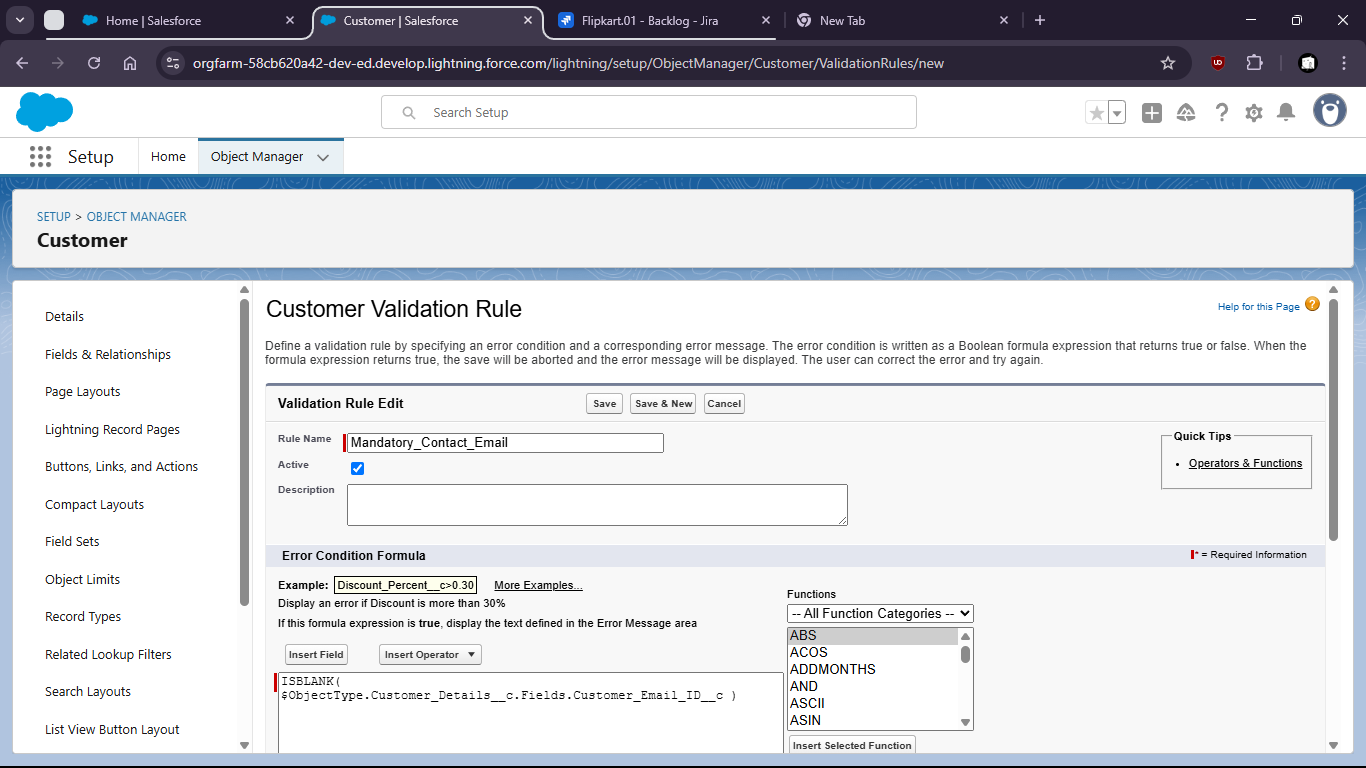 Home | Salesforce
Customer | Salesforce
Flipkart.01 - Backlog - Jira
New Tab
orgfarm-58cb620a42-dev-ed.develop.lightning.force.com/lightning/setup/ObjectManager/Customer/ValidationRules/new
Search Setup
Setup
Home
Object Manager
SETUP > OBJECT MANAGER
Customer
Details
Fields & Relationships
Page Layouts
Lightning Record Pages
Buttons, Links, and Actions
Compact Layouts
Field Sets
Object Limits
Record Types
Related Lookup Filters
Search Layouts
List View Button Layout
Customer Validation Rule
Help for this Page ?
Define a validation rule by specifying an error condition and a corresponding error message. The error condition is written as a Boolean formula expression that returns true or false. When the
formula expression returns true, the save will be aborted and the error message will be displayed. The user can correct the error and try again.
Validation Rule Edit
Save
Save & New
Cancel
Rule Name
Mandatory_Contact_Email
Active
Description
Quick Tips
• Operators & Functions
Error Condition Formula
* = Required Information
Example: Discount_Percent__c>0.30 More Examples...
Display an error if Discount is more than 30%
If this formula expression is true, display the text defined in the Error Message area
Insert Field
Insert Operator
ISBLANK(
$ObjectType.Customer_Details__c.Fields.Customer_Email_ID__c )
Functions
-- All Function Categories --
ABS
ACOS
ADDMONTHS
AND
ASCII
ASIN
Insert Selected Function